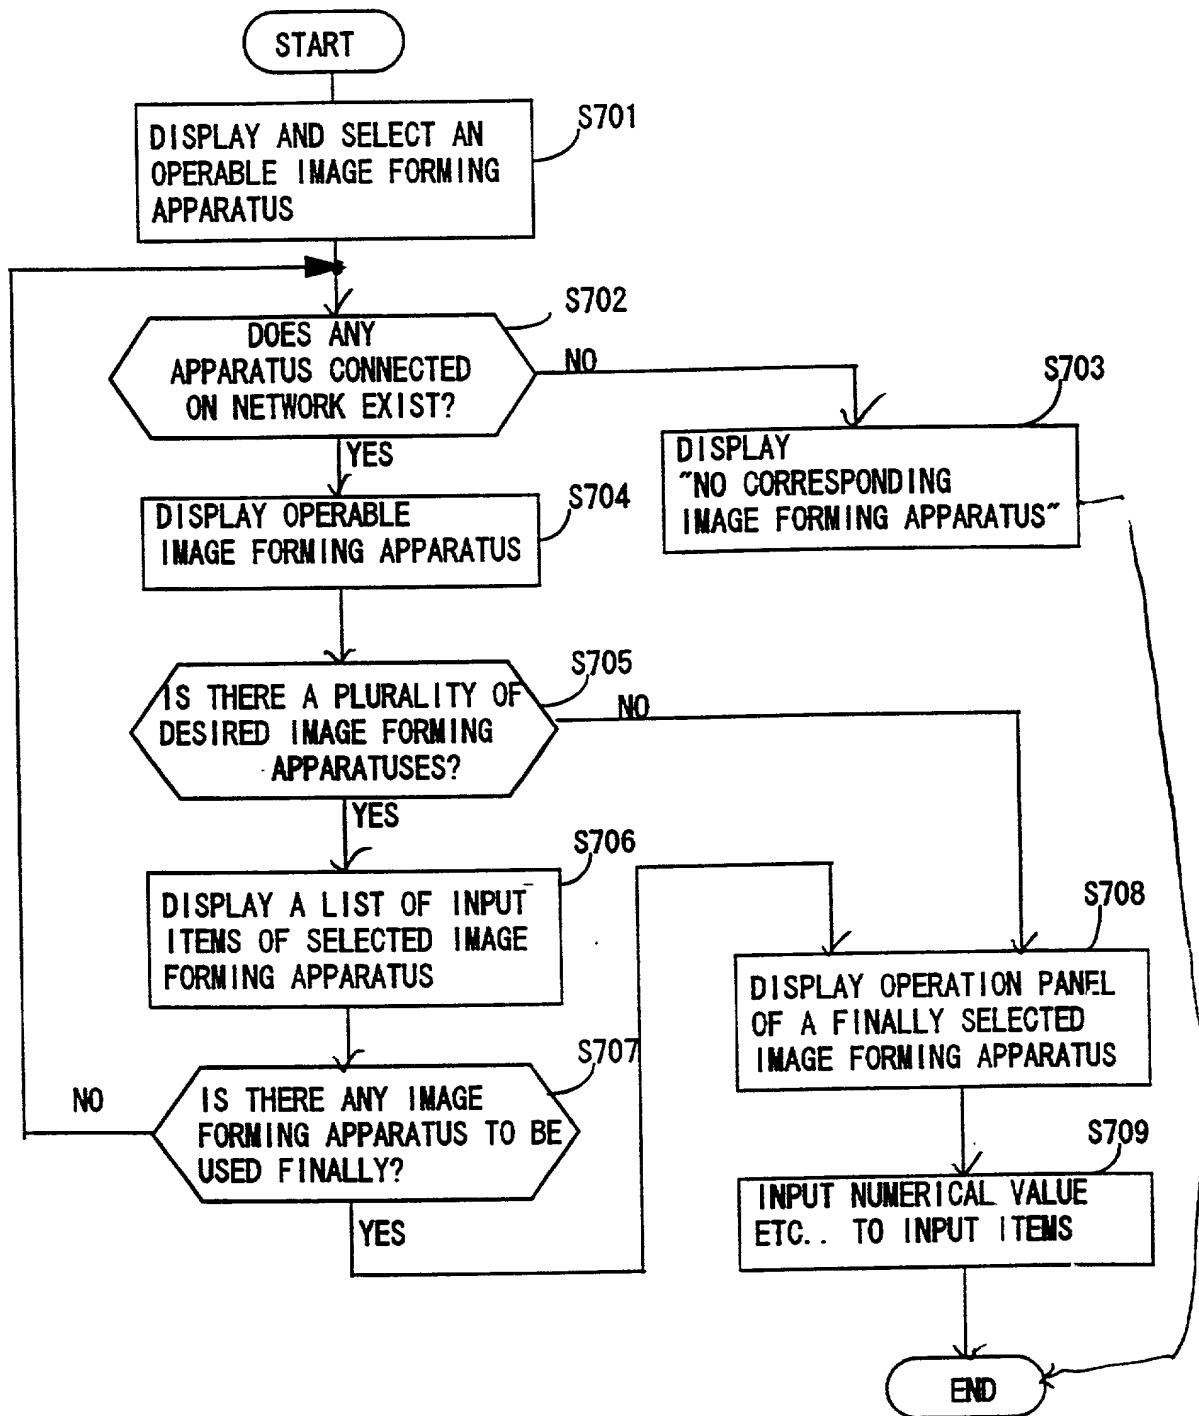 START
S701
DISPLAY AND SELECT AN
OPERABLE IMAGE FORMING
APPARATUS
S702
DOES ANY
APPARATUS CONNECTED
ON NETWORK EXIST?
NO
YES
S703
DISPLAY
"NO CORRESPONDING
IMAGE FORMING APPARATUS"
S704
DISPLAY OPERABLE
IMAGE FORMING APPARATUS
S705
IS THERE A PLURALITY OF
DESIRED IMAGE FORMING
APPARATUSES?
NO
YES
S706
DISPLAY A LIST OF INPUT
ITEMS OF SELECTED IMAGE
FORMING APPARATUS
S707
IS THERE ANY IMAGE
FORMING APPARATUS TO BE
USED FINALLY?
NO
YES
S708
DISPLAY OPERATION PANEL
OF A FINALLY SELECTED
IMAGE FORMING APPARATUS
S709
INPUT NUMERICAL VALUE
ETC.. TO INPUT ITEMS
END